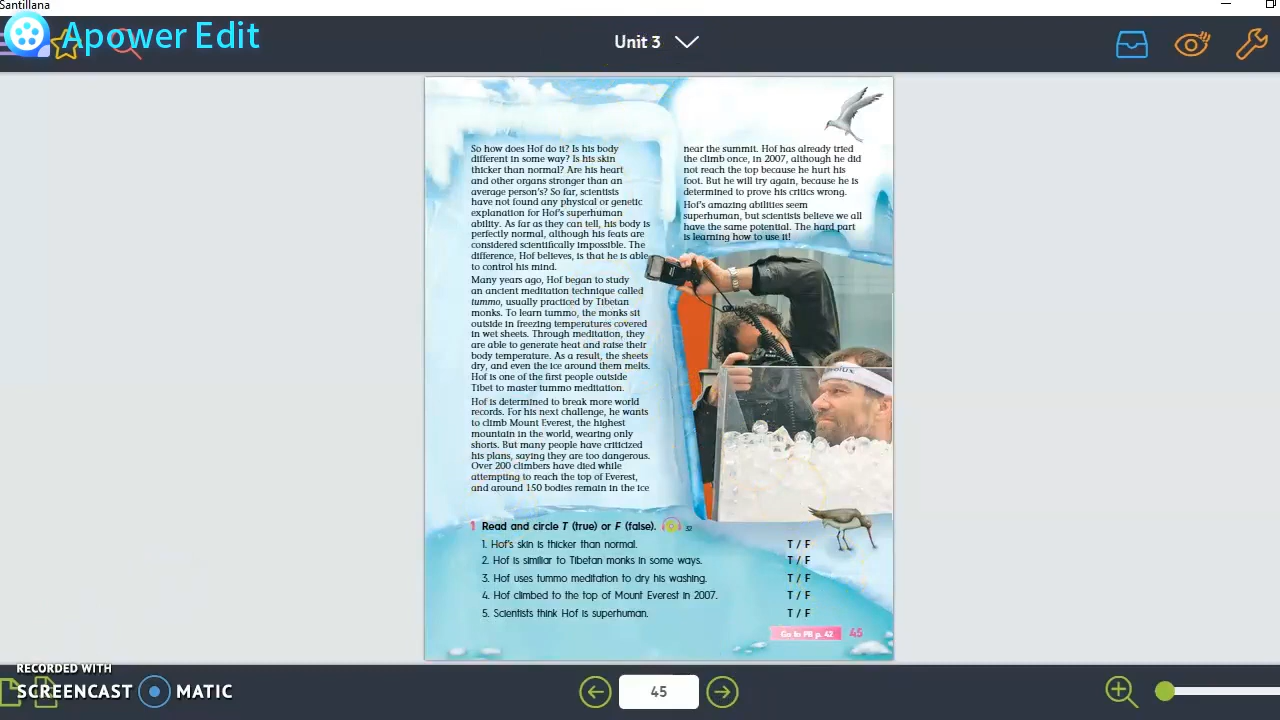 Santillana
Apower Edit
Unit 3
So how does Hof do it? Is his body
different in some way? Is his skin
thicker than normal? Are his heart
and other organs stronger than an
average person's? So far, scientists
have not found any physical or genetic
explanation for Hof's superhuman
ability. As far as they can tell, his body is
perfectly normal, although his feats are
considered scientifically impossible. The
difference, Hof believes, is that he is able
to control his mind.
Many years ago, Hof began to study
an ancient meditation technique called
tummo, usually practiced by Tibetan
monks. To learn tummo, the monks sit
outside in freezing temperatures covered
in wet sheets. Through meditation, they
are able to generate heat and raise their
body temperature. As a result, the sheets
dry, and even the ice around them melts.
Hof is one of the first people outside
Tibet to master tummo meditation.
Hof is determined to break more world
records. For his next challenge, he wants
to climb Mount Everest, the highest
mountain in the world, wearing only
shorts. But many people have criticized
his plans, saying they are too dangerous.
Over 200 climbers have died while
attempting to reach the top of Everest,
and around 150 bodies remain in the ice
near the summit. Hof has already tried
the climb once, in 2007, although he did
not reach the top because he hurt his
foot. But he will try again, because he is
determined to prove his critics wrong.
Hof's amazing abilities seem
superhuman, but scientists believe we all
have the same potential. The hard part
is learning how to use it!
1 Read and circle T (true) or F (false).
1. Hof's skin is thicker than normal. T / F
2. Hof is similiar to Tibetan monks in some ways. T / F
3. Hof uses tummo meditation to dry his washing. T / F
4. Hof climbed to the top of Mount Everest in 2007. T / F
5. Scientists think Hof is superhuman. T / F
Go to PB p. 42 45
RECORDED WITH
SCREENCAST MATIC
45